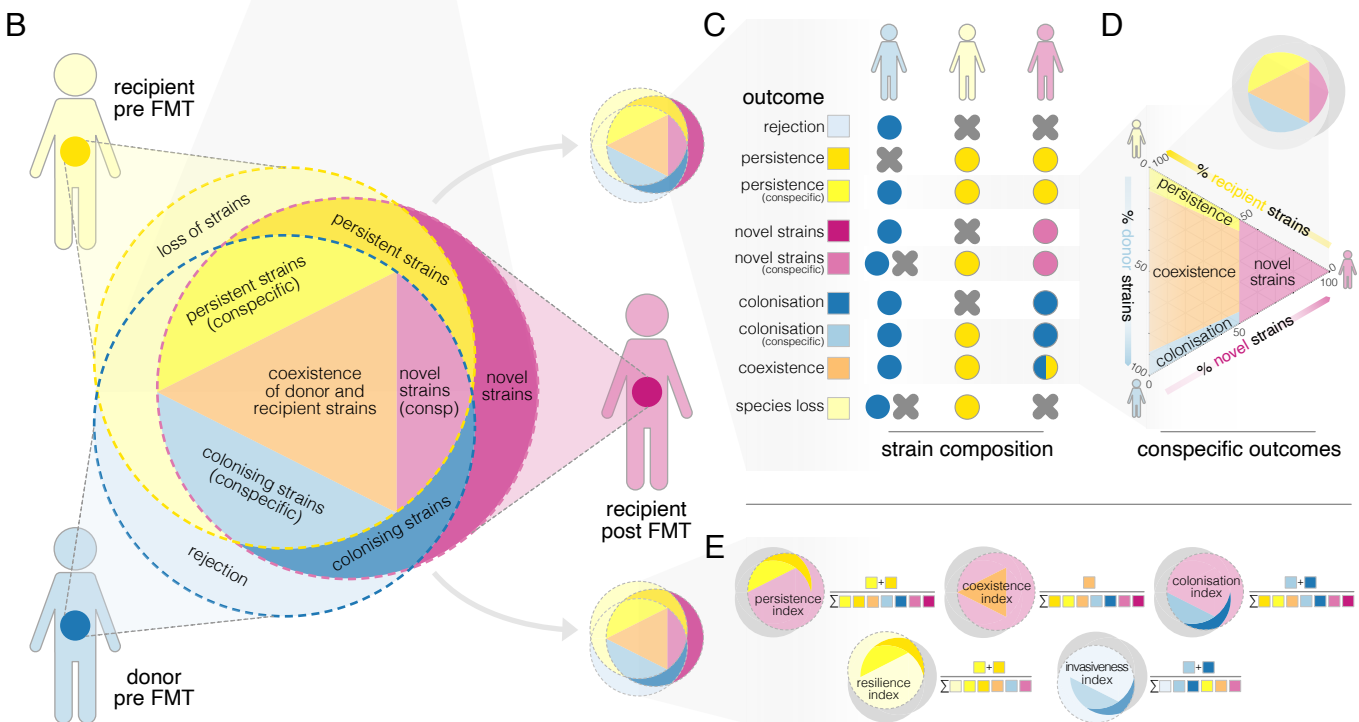 B
recipient
pre FMT
loss of strains
persistent strains
persistent strains
(conspecific)
coexistence
of donor and
recipient strains
novel
strains
(consp)
novel
strains
colonising strains
(conspecific)
colonising strains
rejection
donor
pre FMT
recipient
post FMT
C
outcome
rejection
persistence
persistence
(conspecific)
novel strains
novel strains
(conspecific)
colonisation
colonisation
(conspecific)
coexistence
species loss
strain composition
D
0
100
% recipient strains
persistence
50
% donor strains
50
coexistence
novel
strains
0
100
colonisation
50
100
0
% novel strains
conspecific outcomes
E
persistence
index
+
Σ
coexistence
index
Σ
colonisation
index
+
Σ
resilience
index
+
Σ
invasiveness
index
+
Σ